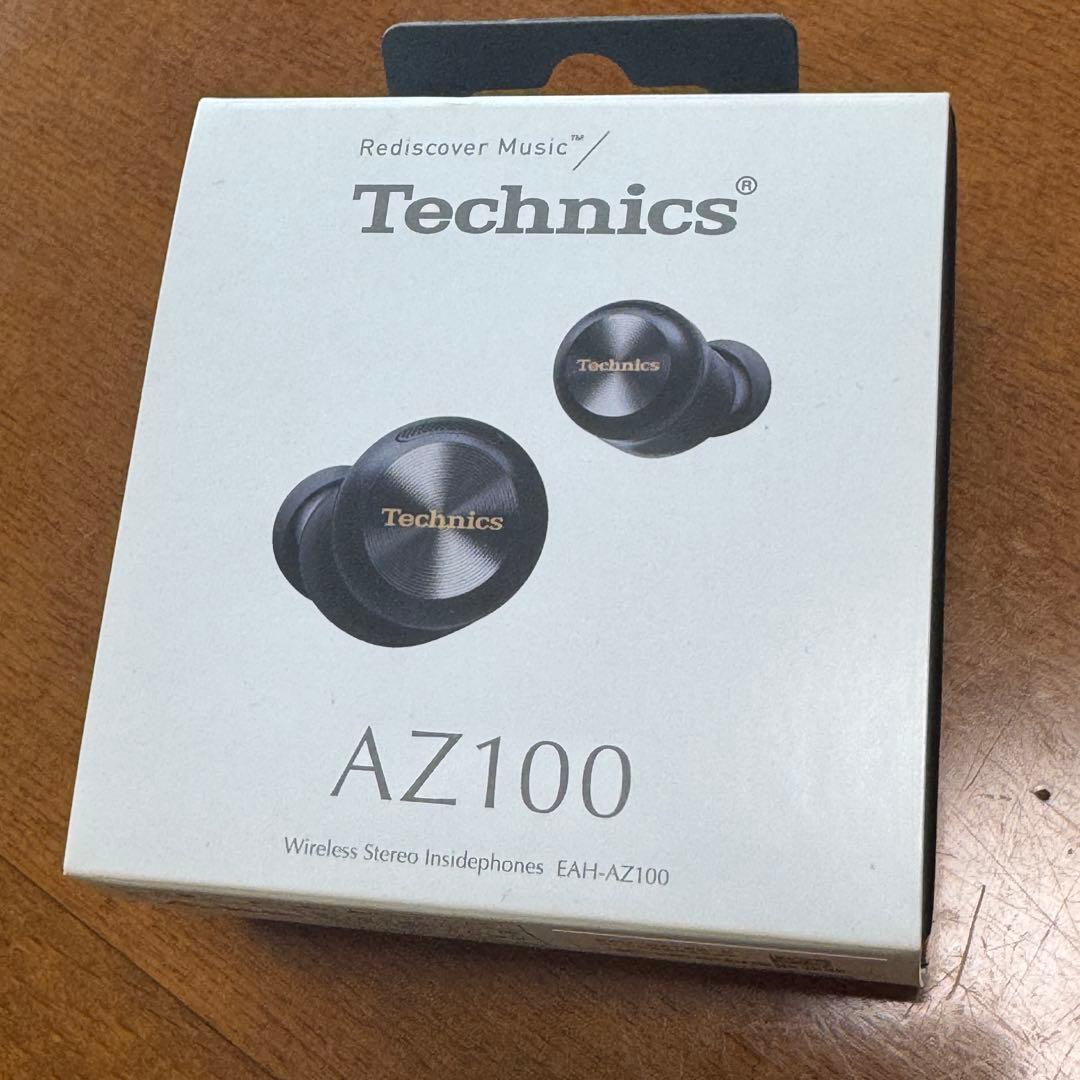 Rediscover Music™/
Technics®
Technics
Technics
AZ100
Wireless Stereo Insidephones EAH-AZ100